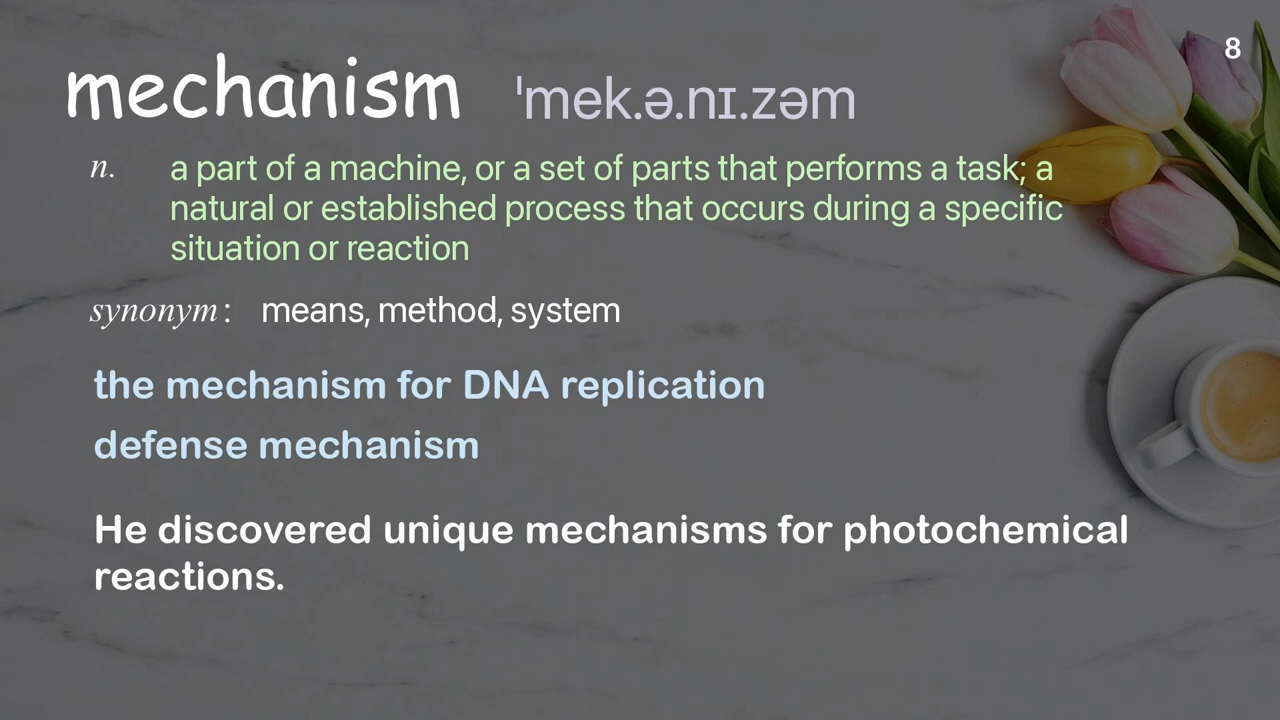 8
mechanism ˈmek.ə.nɪ.zəm
n. a part of a machine, or a set of parts that performs a task; a
natural or established process that occurs during a specific
situation or reaction
synonym: means, method, system
the mechanism for DNA replication
defense mechanism
He discovered unique mechanisms for photochemical
reactions.